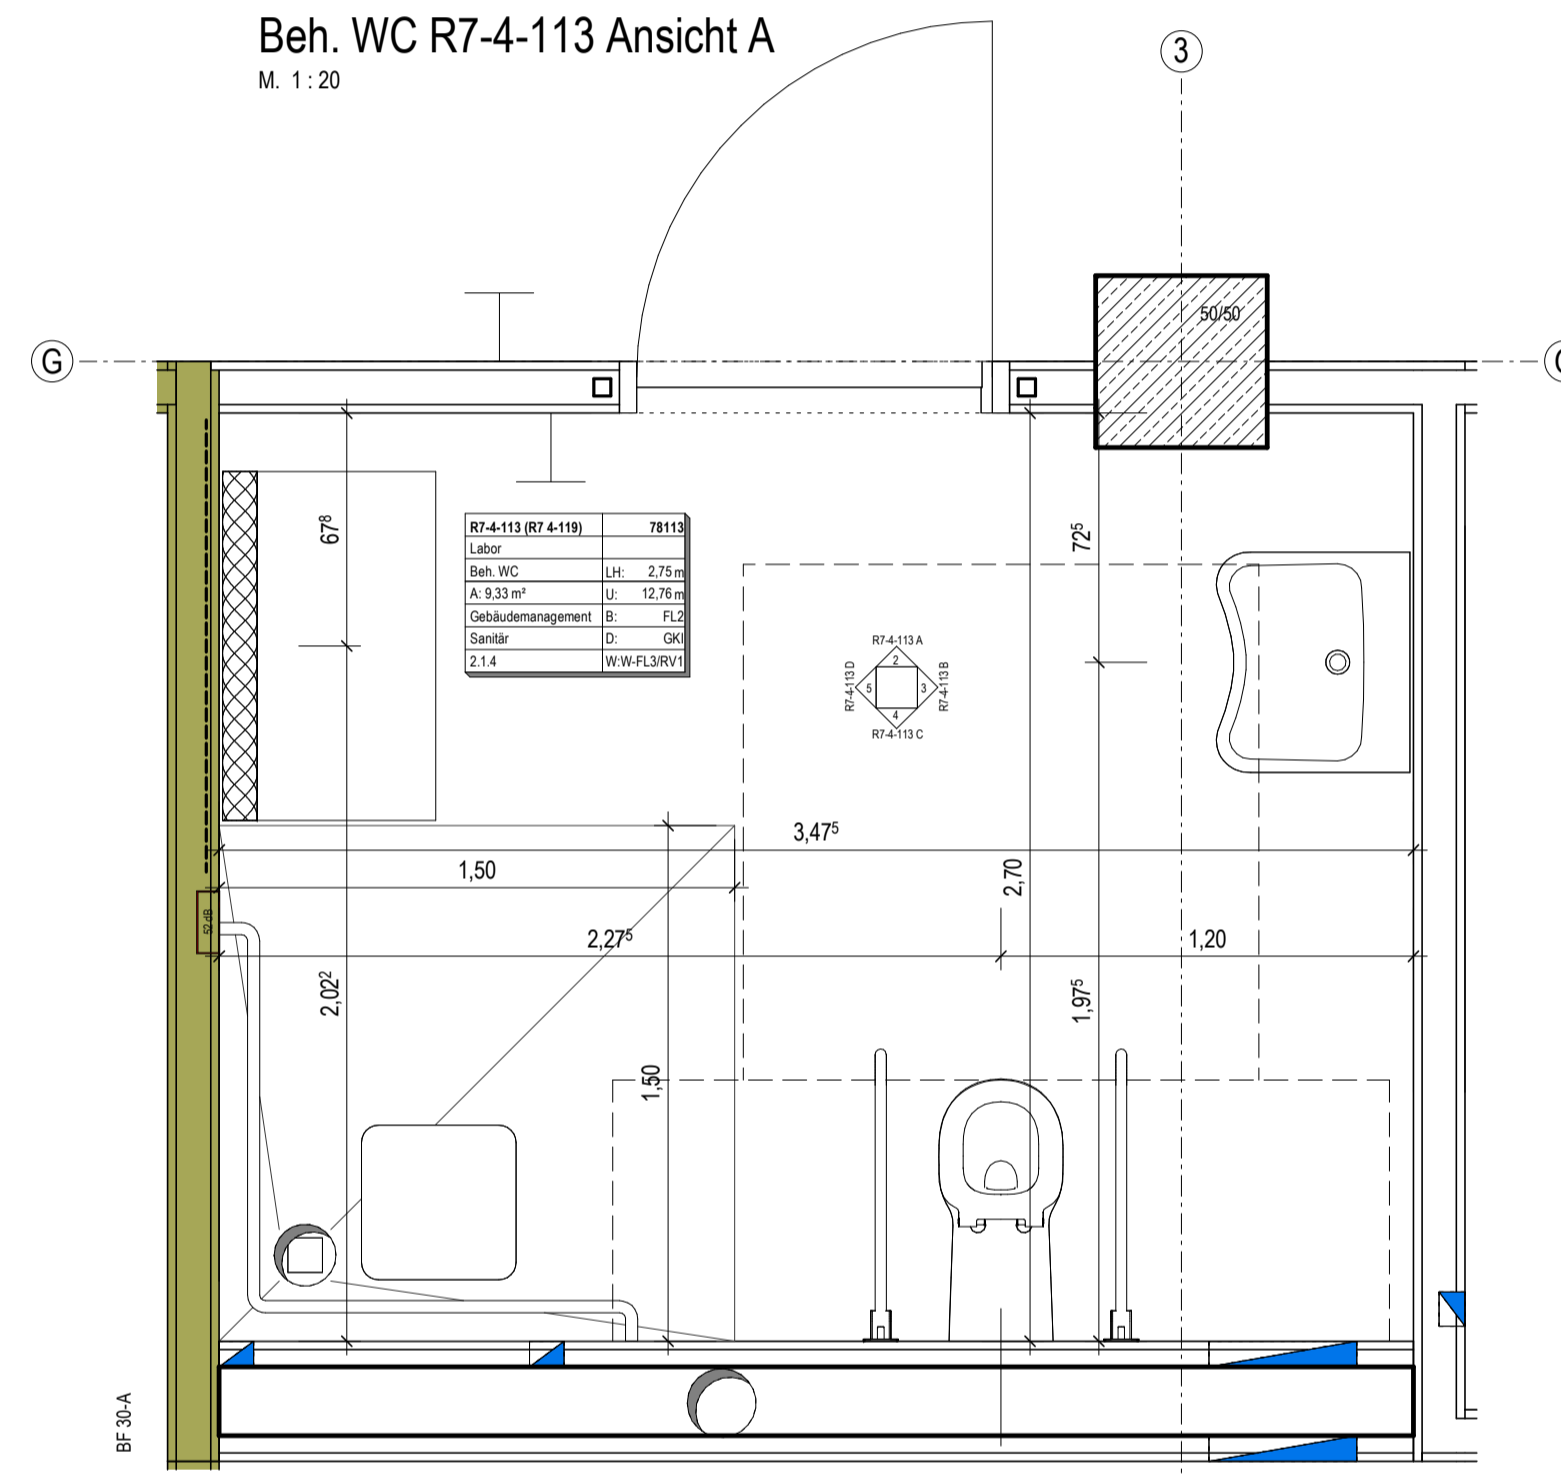 Beh. WC R7-4-113 Ansicht A
M. 1 : 20
3
50/50
G
67⁸
72⁵
R7-4-113 (R7 4-119) 78113
Labor
Beh. WC LH: 2,75 m
A: 9,33 m² U: 12,76 m
Gebäudemanagement B: FL2
Sanitär D: GKI
2.1.4 W:W-FL3/RV1
R7-4-113 A
2
R7-4-113 D
5
3
R7-4-113 B
4
R7-4-113 C
3,47⁵
1,50
2,70
52 dB
2,27⁵
1,20
2,02²
1,97⁵
1,50
BF 30-A